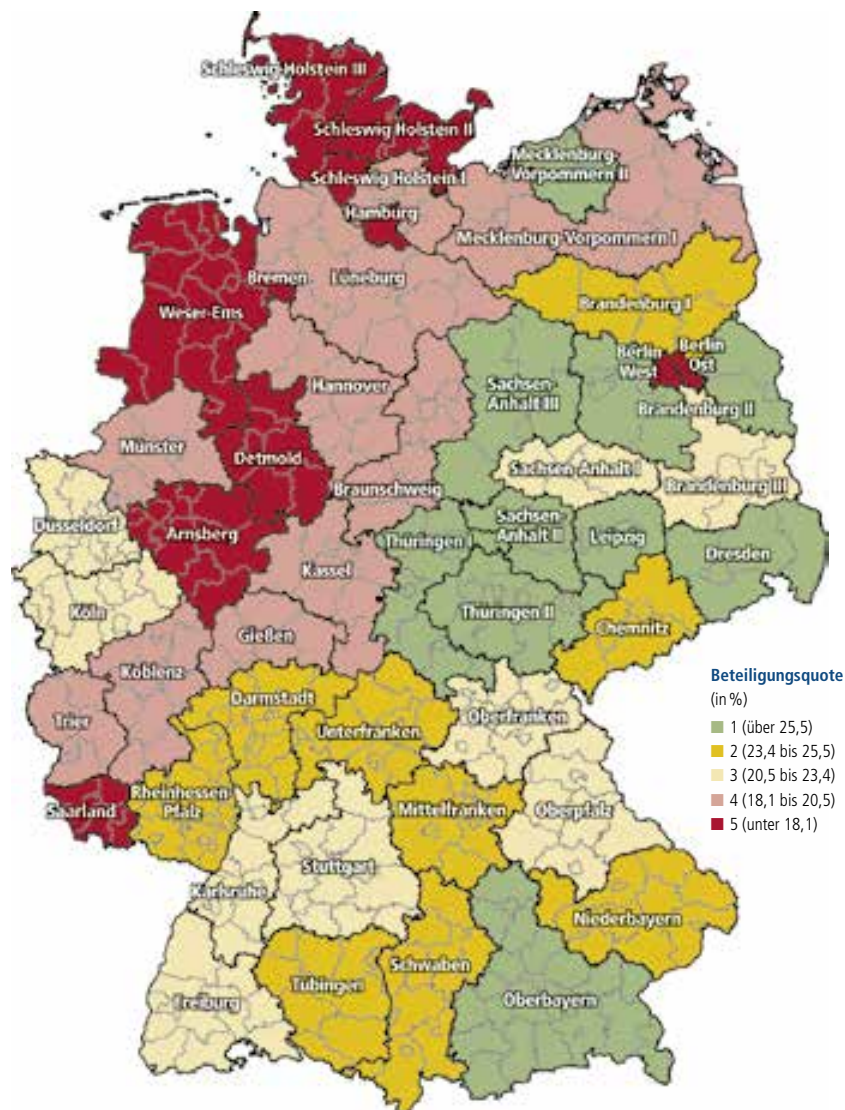 Schleswig-Holstein III
Schleswig Holstein II
Mecklenburg-
Vorpommern II
Schleswig Holstein I
Hamburg
Mecklenburg-Vorpommern I
Bremen
Lüneburg
Brandenburg I
Weser-Ems
Berlin
West
Berlin
Ost
Hannover
Sachsen-
Anhalt III
Brandenburg II
Münster
Detmold
Sachsen-Anhalt I
Braunschweig
Brandenburg III
Düsseldorf
Arnsberg
Thüringen I
Sachsen-
Anhalt II
Leipzig
Dresden
Kassel
Köln
Thüringen II
Chemnitz
Gießen
Koblenz
Darmstadt
Trier
Unterfranken
Oberfranken
Saarland
Rheinhessen-
Pfalz
Mittelfranken
Oberpfalz
Stuttgart
Karlsruhe
Niederbayern
Schwaben
Tübingen
Freiburg
Oberbayern
Beteiligungsquote
(in %)
1 (über 25,5)
2 (23,4 bis 25,5)
3 (20,5 bis 23,4)
4 (18,1 bis 20,5)
5 (unter 18,1)